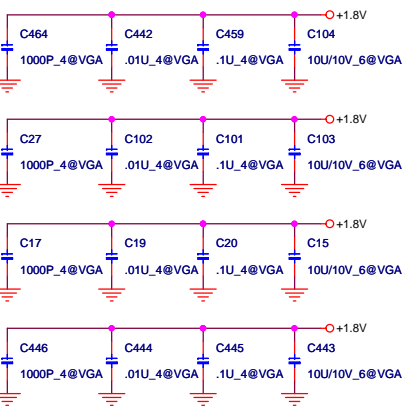 +1.8V
C464 C442 C459 C104
1000P_4@VGA .01U_4@VGA .1U_4@VGA 10U/10V_6@VGA
+1.8V
C27 C102 C101 C103
1000P_4@VGA .01U_4@VGA .1U_4@VGA 10U/10V_6@VGA
+1.8V
C17 C19 C20 C15
1000P_4@VGA .01U_4@VGA .1U_4@VGA 10U/10V_6@VGA
+1.8V
C446 C444 C445 C443
1000P_4@VGA .01U_4@VGA .1U_4@VGA 10U/10V_6@VGA